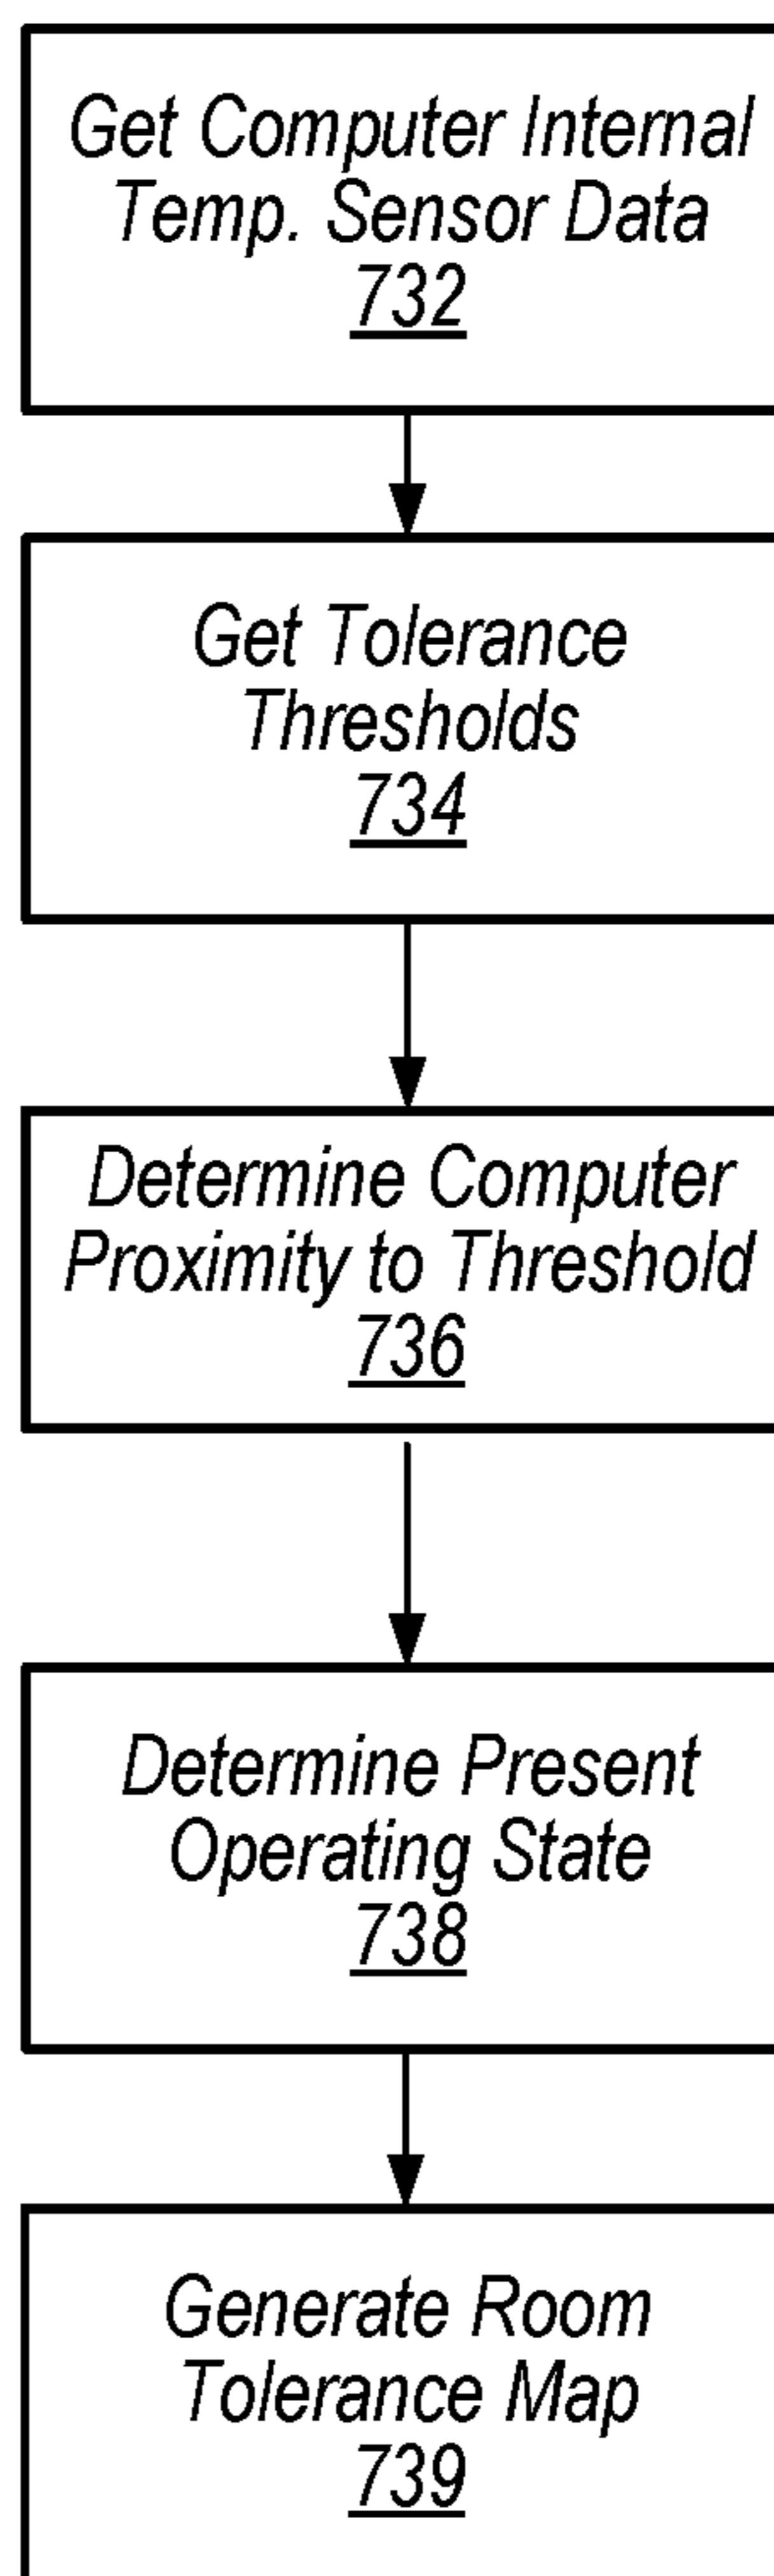 Get Computer Internal
Temp. Sensor Data
732
Get Tolerance
Thresholds
734
Determine Computer
Proximity to Threshold
736
Determine Present
Operating State
738
Generate Room
Tolerance Map
739